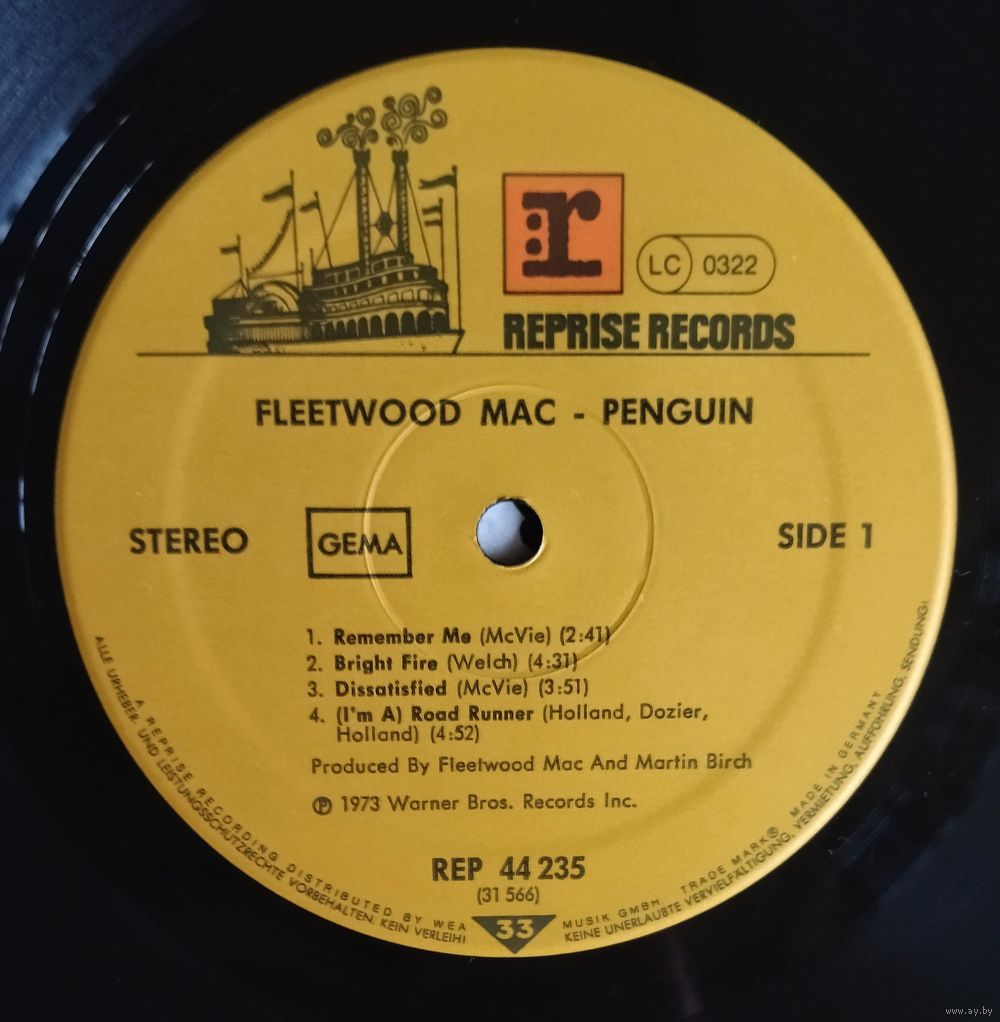 r
LC 0322
REPRISE RECORDS
FLEETWOOD MAC - PENGUIN
STEREO
GEMA
SIDE 1
1. Remember Me (McVie) (2:41)
2. Bright Fire (Welch) (4:31)
3. Dissatisfied (McVie) (3:51)
4. (I'm A) Road Runner (Holland, Dozier,
Holland) (4:52)
Produced By Fleetwood Mac And Martin Birch
Ⓟ 1973 Warner Bros. Records Inc.
REP 44 235
(31 566)
33
A REPRISE RECORDING DISTRIBUTED BY WEA MUSIK GMBH. TRADE MARK® MADE IN GERMANY
ALLE URHEBER- UND LEISTUNGSSCHUTZRECHTE VORBEHALTEN. KEIN VERLEIH! KEINE UNERLAUBTE VERVIELFÄLTIGUNG, VERMIETUNG, AUFFÜHRUNG, SENDUNG!
www.ay.by